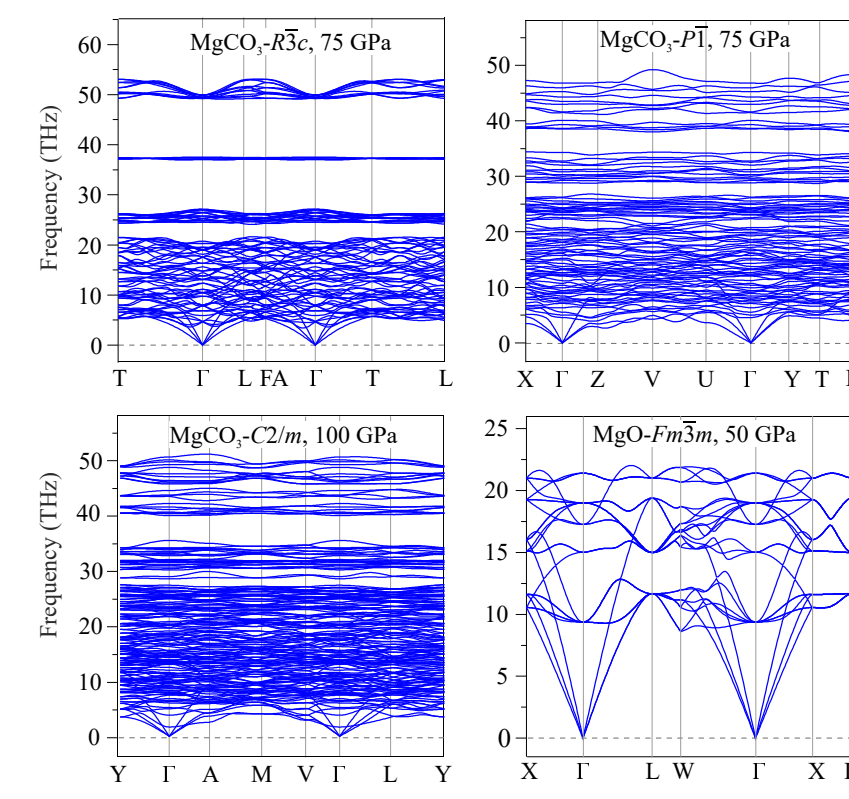 MgCO₃-R3̅c, 75 GPa
Frequency (THz)
60
50
40
30
20
10
0
T Γ L FA Γ T L
MgCO₃-P1̅, 75 GPa
50
40
30
20
10
0
X Γ Z V U Γ Y T
MgCO₃-C2/m, 100 GPa
Frequency (THz)
50
40
30
20
10
0
Y Γ A M V Γ L Y
MgO-Fm3̅m, 50 GPa
25
20
15
10
5
0
X Γ L W Γ X